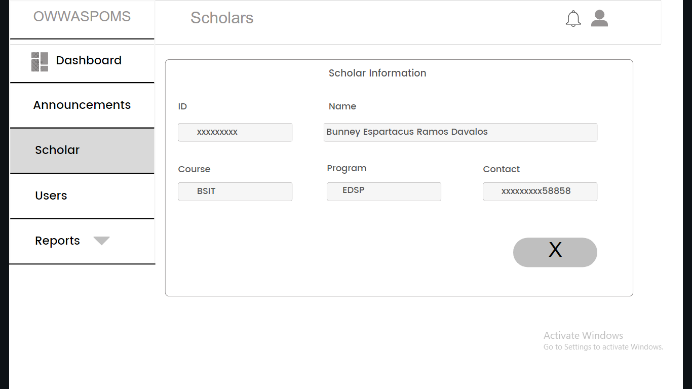 OWWASPOMS
Scholars
Dashboard
Announcements
Scholar
Users
Reports
Scholar Information
ID
Name
xxxxxxxxx
Bunney Espartacus Ramos Davalos
Course
Program
Contact
BSIT
EDSP
xxxxxxxxx58858
X
Activate Windows
Go to Settings to activate Windows.